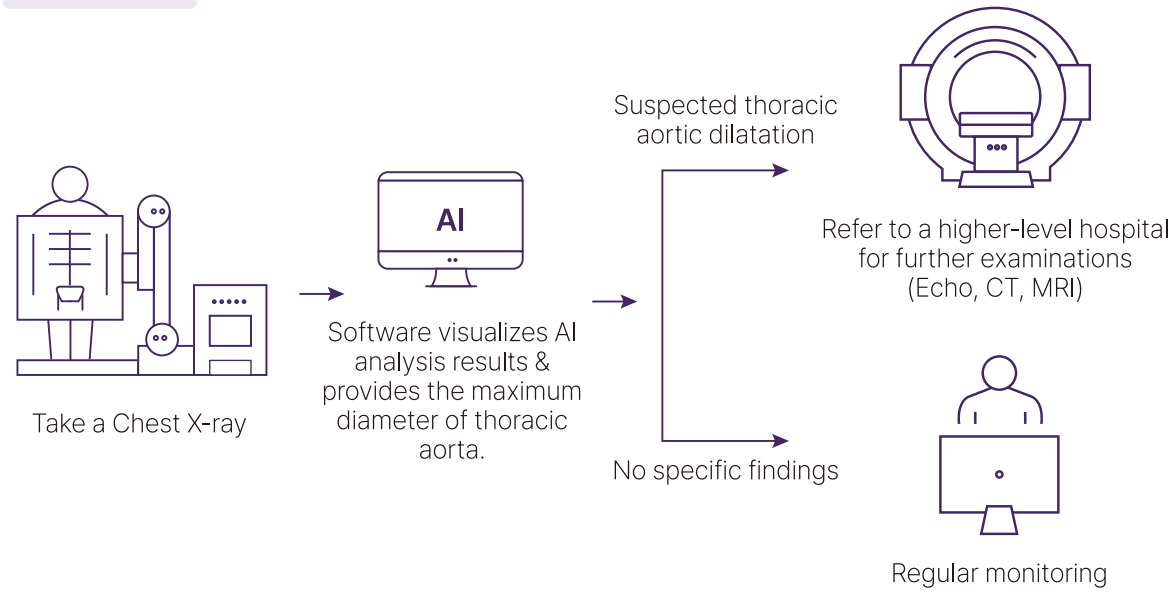 Take a Chest X-ray
AI
Software visualizes AI
analysis results &
provides the maximum
diameter of thoracic
aorta.
Suspected thoracic
aortic dilatation
Refer to a higher-level hospital
for further examinations
(Echo, CT, MRI)
No specific findings
Regular monitoring